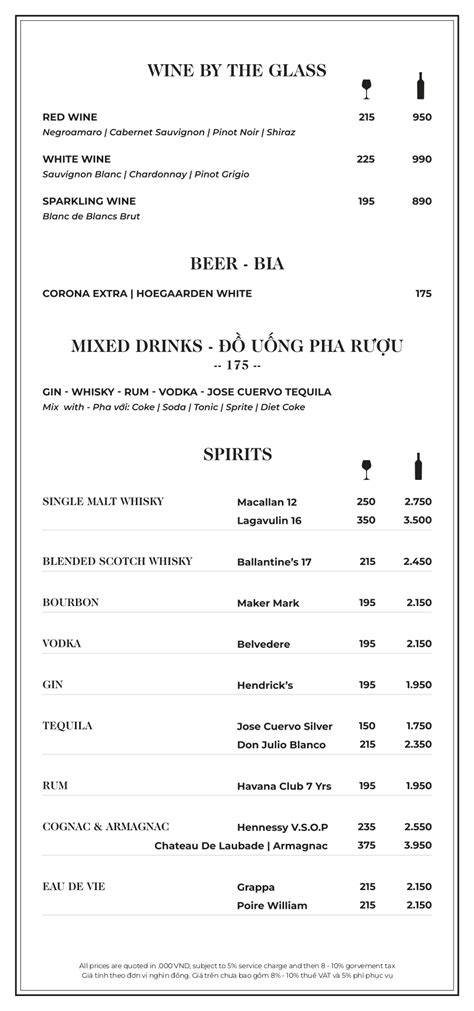 WINE BY THE GLASS
RED WINE 215 950
Negroamaro | Cabernet Sauvignon | Pinot Noir | Shiraz
WHITE WINE 225 990
Sauvignon Blanc | Chardonnay | Pinot Grigio
SPARKLING WINE 195 890
Blanc de Blancs Brut
BEER - BIA
CORONA EXTRA | HOEGAARDEN WHITE 175
MIXED DRINKS - ĐỒ UỐNG PHA RƯỢU
-- 175 --
GIN - WHISKY - RUM - VODKA - JOSE CUERVO TEQUILA
Mix with - Pha với: Coke | Soda | Tonic | Sprite | Diet Coke
SPIRITS
SINGLE MALT WHISKY Macallan 12 250 2.750
Lagavulin 16 350 3.500
BLENDED SCOTCH WHISKY Ballantine's 17 215 2.450
BOURBON Maker Mark 195 2.150
VODKA Belvedere 195 2.150
GIN Hendrick's 195 1.950
TEQUILA Jose Cuervo Silver 150 1.750
Don Julio Blanco 215 2.350
RUM Havana Club 7 Yrs 195 1.950
COGNAC & ARMAGNAC Hennessy V.S.O.P 235 2.550
Chateau De Laubade | Armagnac 375 3.950
EAU DE VIE Grappa 215 2.150
Poire William 215 2.150
All prices are quoted in ,000 VND, subject to 5% service charge and then 8 - 10% gorvement tax
Giá tính theo đơn vị nghìn đồng. Giá trên chưa bao gồm 8% - 10% thuế VAT và 5% phí phục vụ